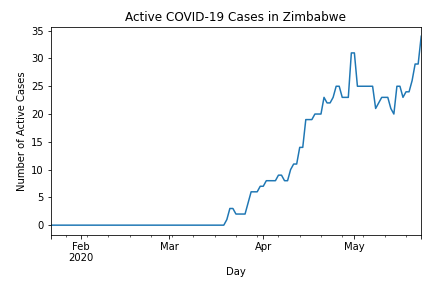 Active COVID-19 Cases in Zimbabwe
35
30
25
20
15
10
5
0
Number of Active Cases
Feb
2020
Mar
Apr
May
Day